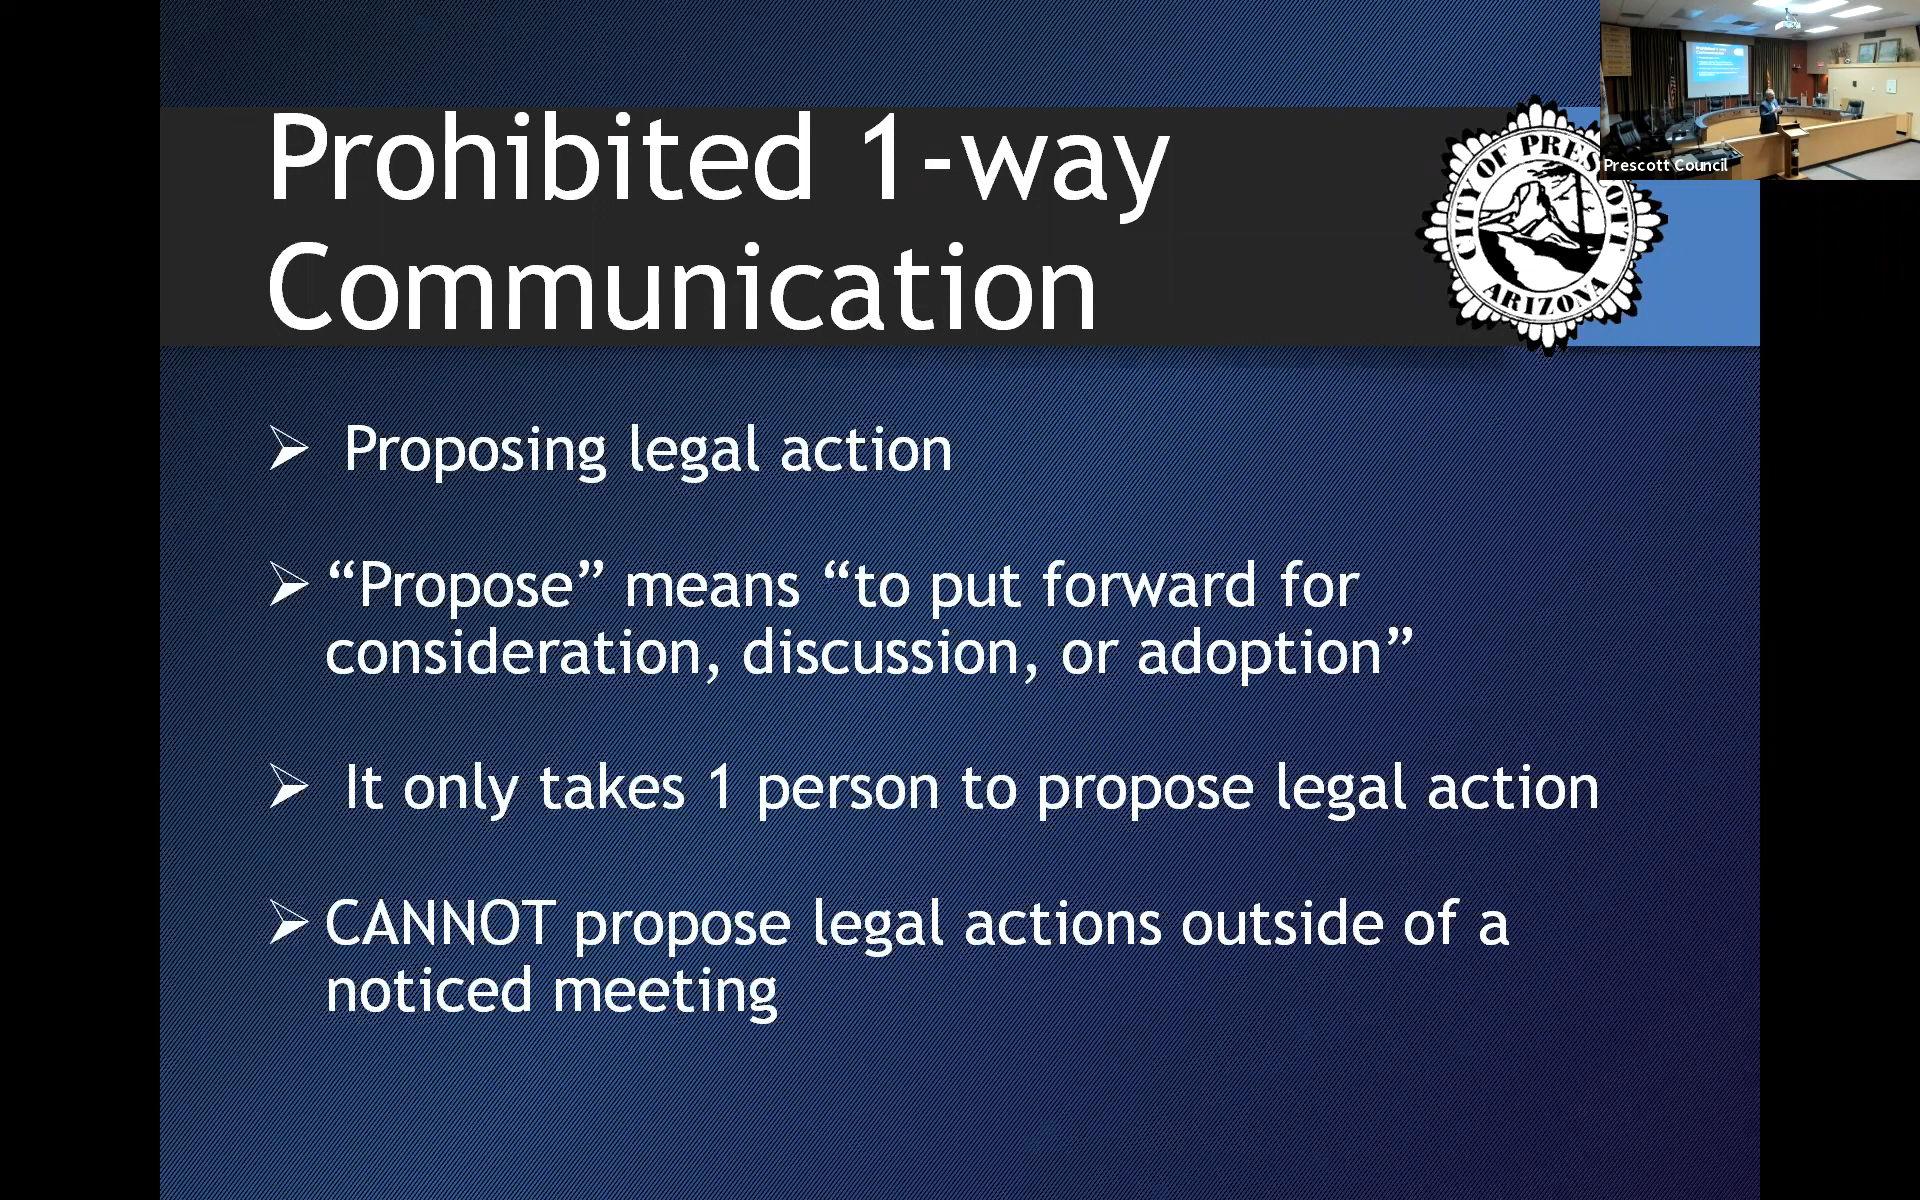 Prohibited 1-way
Communication
CITY OF PRESCOTT
ARIZONA
Prescott Council
➢ Proposing legal action
➢ “Propose” means “to put forward for
consideration, discussion, or adoption”
➢ It only takes 1 person to propose legal action
➢ CANNOT propose legal actions outside of a
noticed meeting